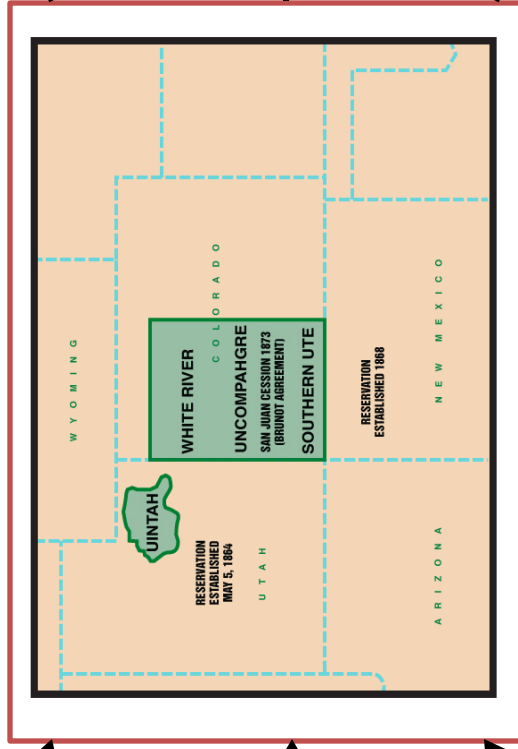 WYOMING
COLORADO
WHITE RIVER
UNCOMPAHGRE
SAN JUAN CESSION 1873
(BRUNOT AGREEMENT)
SOUTHERN UTE
UINTAH
RESERVATION
ESTABLISHED
MAY 5, 1864
UTAH
RESERVATION
ESTABLISHED 1868
NEW MEXICO
ARIZONA